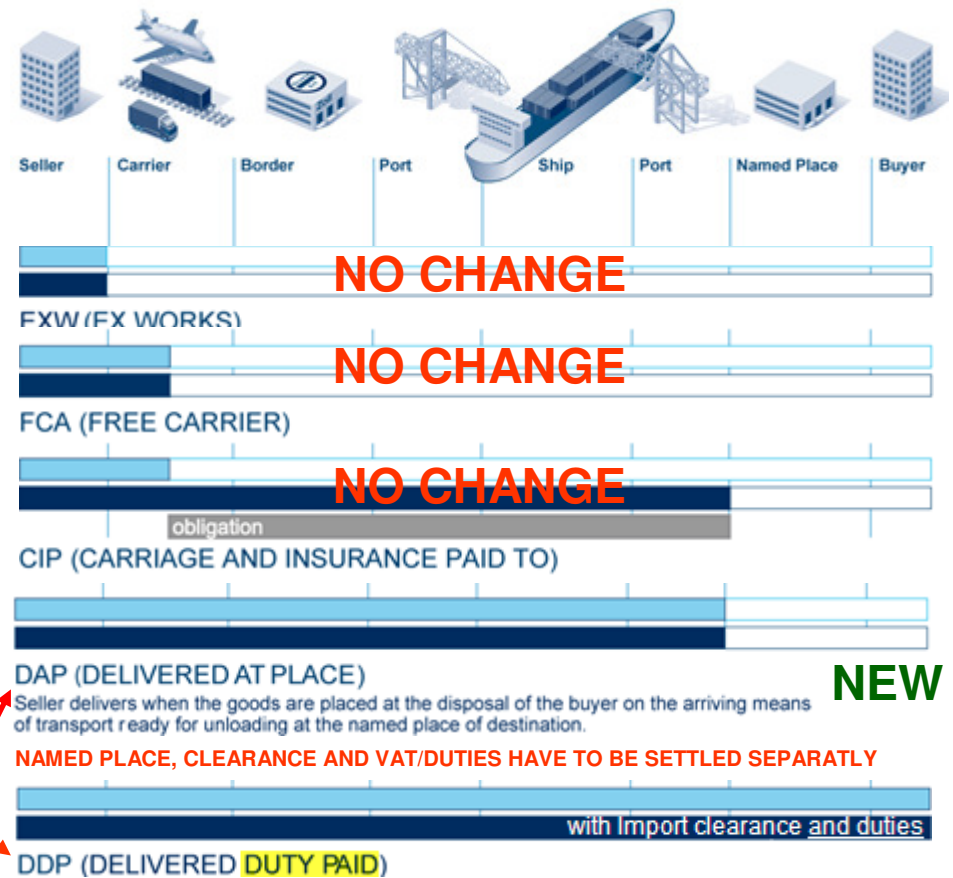 Seller Carrier Border Port Ship Port Named Place Buyer
NO CHANGE
EXW (EX WORKS)
NO CHANGE
FCA (FREE CARRIER)
NO CHANGE
obligation
CIP (CARRIAGE AND INSURANCE PAID TO)
DAP (DELIVERED AT PLACE)
NEW
Seller delivers when the goods are placed at the disposal of the buyer on the arriving means
of transport ready for unloading at the named place of destination.
NAMED PLACE, CLEARANCE AND VAT/DUTIES HAVE TO BE SETTLED SEPARATLY
with Import clearance and duties
DDP (DELIVERED DUTY PAID)